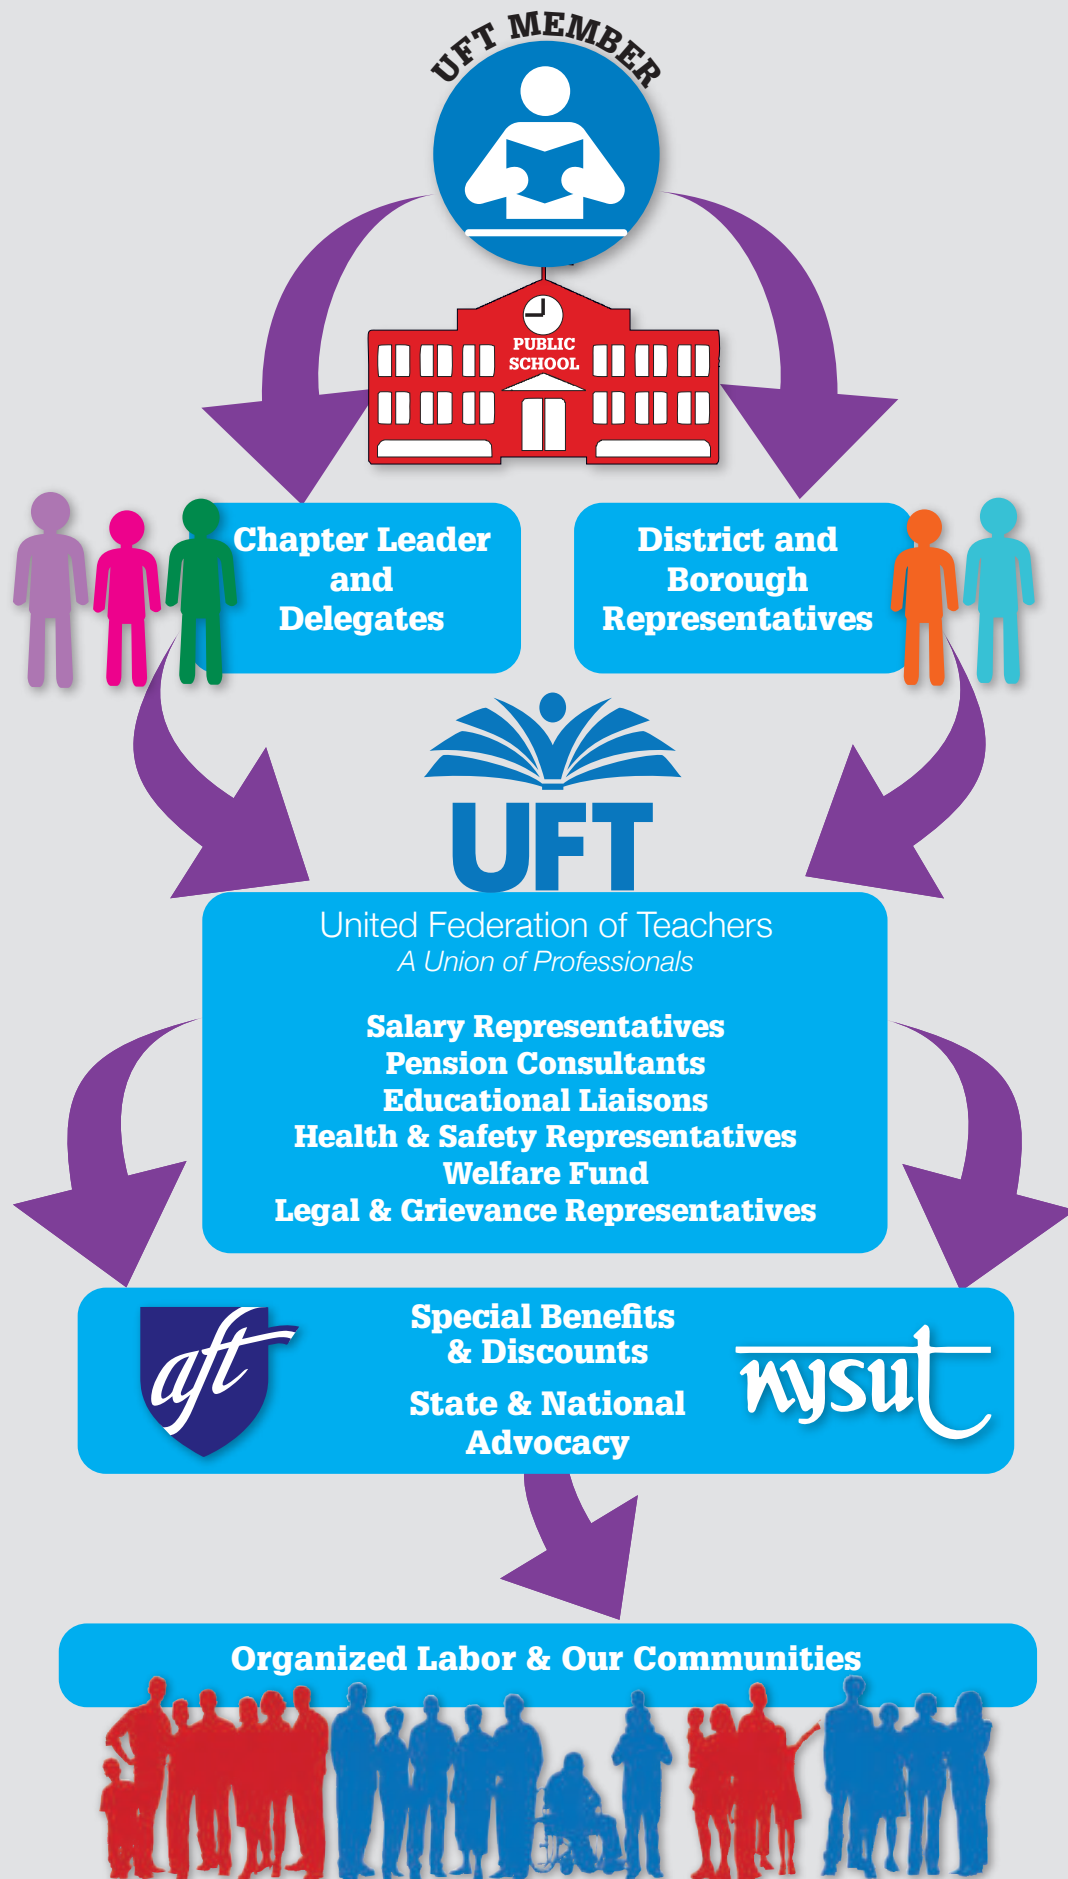 UFT MEMBER
PUBLIC
SCHOOL
Chapter Leader
and
Delegates
District and
Borough
Representatives
UFT
United Federation of Teachers
A Union of Professionals
Salary Representatives
Pension Consultants
Educational Liaisons
Health & Safety Representatives
Welfare Fund
Legal & Grievance Representatives
aft
Special Benefits
& Discounts
State & National
Advocacy
nysut
Organized Labor & Our Communities